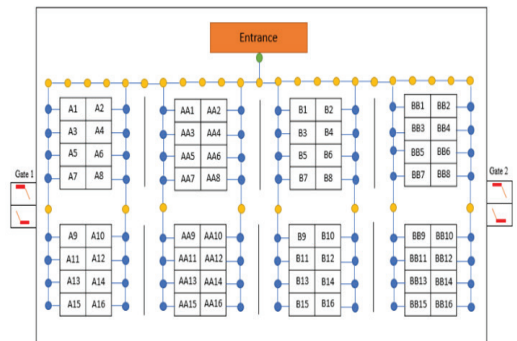 Entrance
A1 A2 AA1 AA2 B1 B2 BB1 BB2
A3 A4 AA3 AA4 B3 B4 BB3 BB4
A5 A6 AA5 AA6 B5 B6 BB5 BB6
A7 A8 AA7 AA8 B7 B8 BB7 BB8
Gate 1
Gate 2
A9 A10 AA9 AA10 B9 B10 BB9 BB10
A11 A12 AA11 AA12 B11 B12 BB11 BB12
A13 A14 AA13 AA14 B13 B14 BB13 BB14
A15 A16 AA15 AA16 B15 B16 BB15 BB16